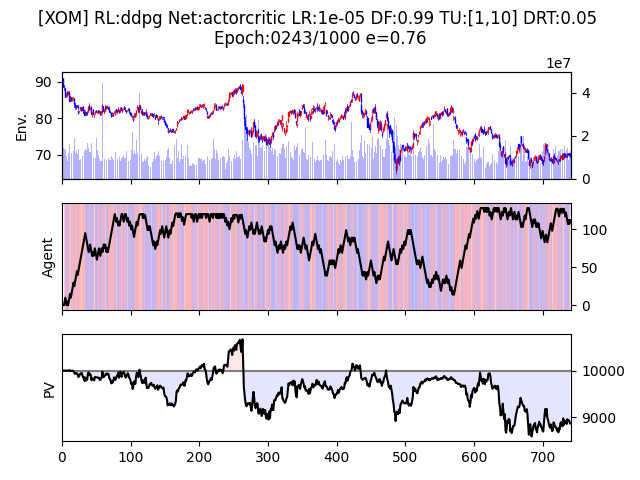 [XOM] RL:ddpg Net:actorcritic LR:1e-05 DF:0.99 TU:[1,10] DRT:0.05
Epoch:0243/1000 e=0.76
1e7
90
80
70
Env.
4
2
0
Agent
100
50
0
PV
10000
9000
0 100 200 300 400 500 600 700